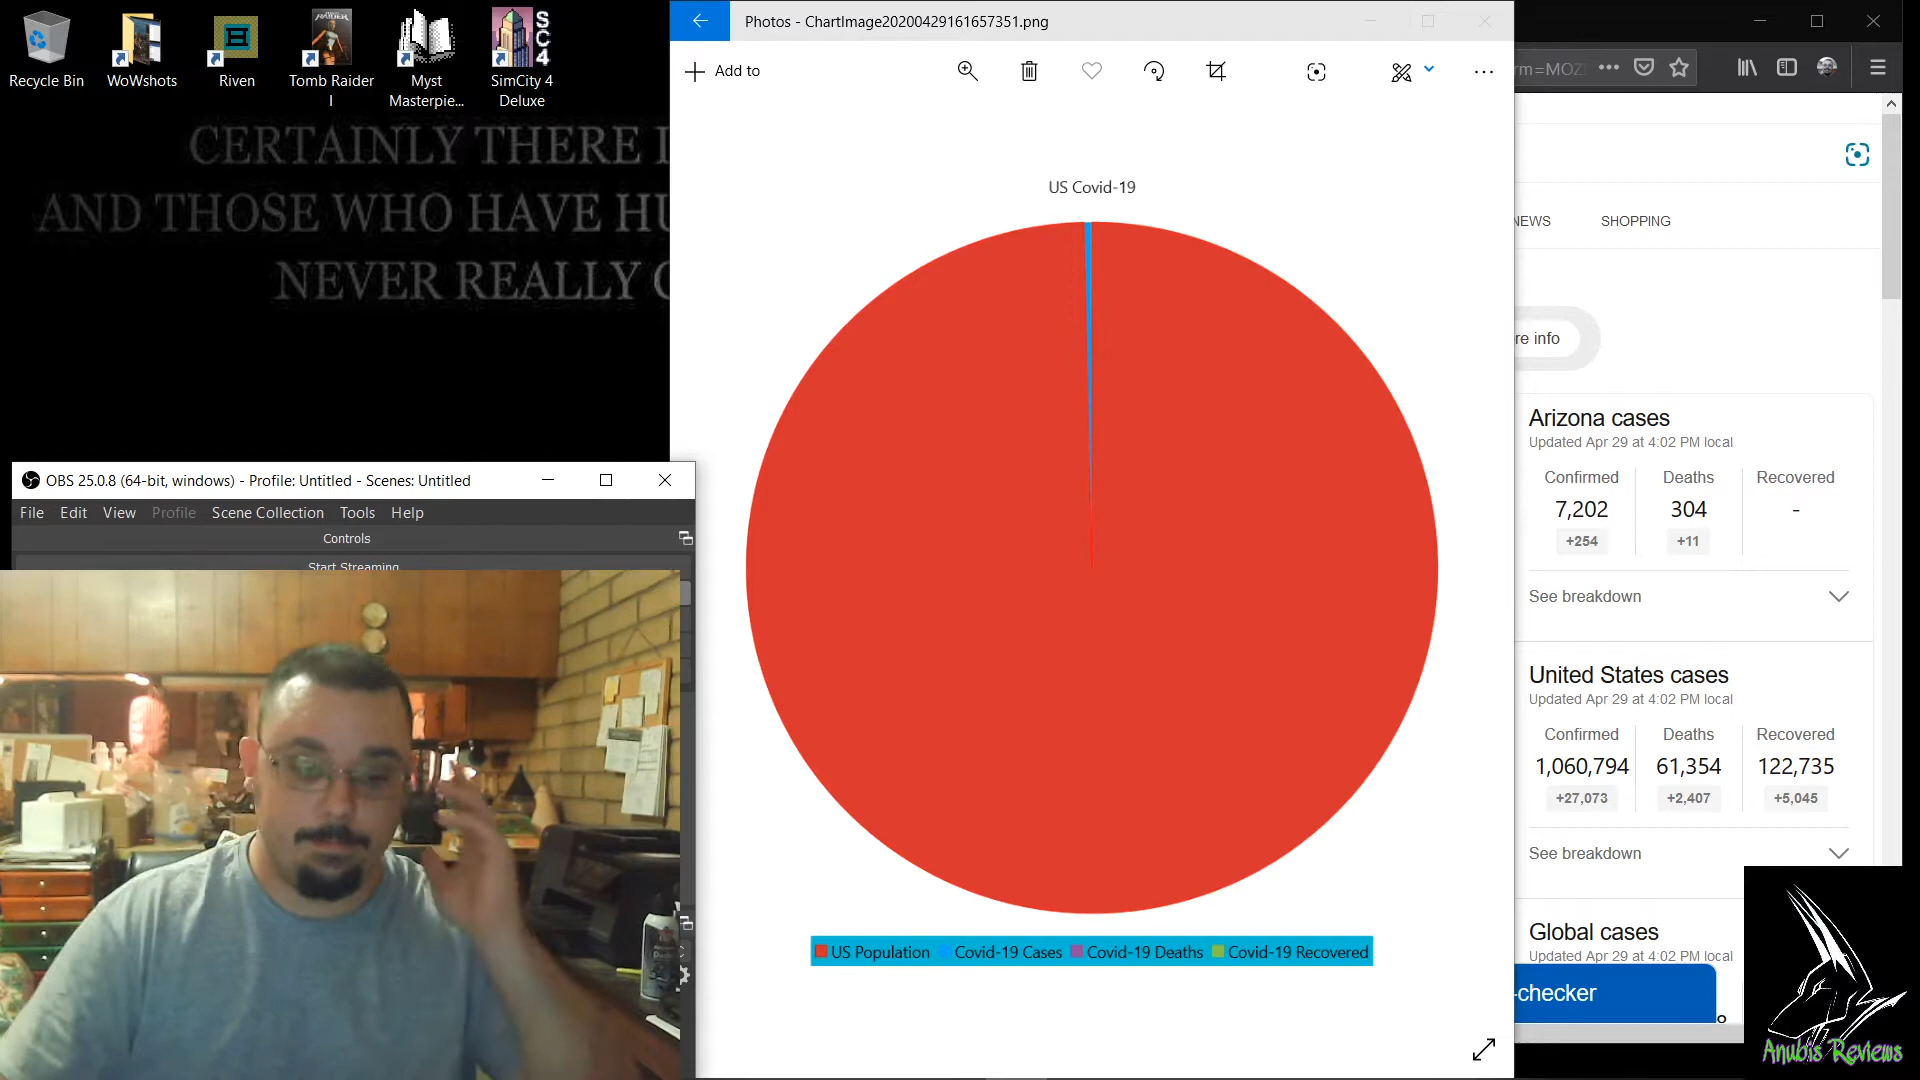 Recycle Bin
WoWshots
Riven
Tomb Raider
I
Myst
Masterpie...
SimCity 4
Deluxe
SC4
CERTAINLY THERE I
AND THOSE WHO HAVE HU
NEVER REALLY C
Photos - ChartImage20200429161657351.png
Add to
US Covid-19
US Population Covid-19 Cases Covid-19 Deaths Covid-19 Recovered
OBS 25.0.8 (64-bit, windows) - Profile: Untitled - Scenes: Untitled
File Edit View Profile Scene Collection Tools Help
Controls
Start Streaming
rm=MOZ
NEWS SHOPPING
re info
Arizona cases
Updated Apr 29 at 4:02 PM local
Confirmed Deaths Recovered
7,202 304 -
+254 +11
See breakdown
United States cases
Updated Apr 29 at 4:02 PM local
Confirmed Deaths Recovered
1,060,794 61,354 122,735
+27,073 +2,407 +5,045
See breakdown
Global cases
Updated Apr 29 at 4:02 PM local
-checker
Anubis Reviews